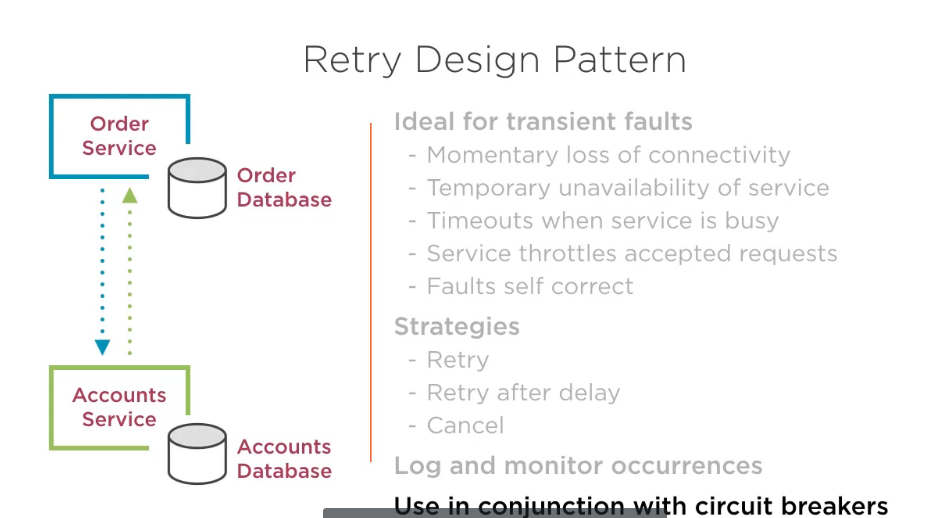 Retry Design Pattern
Order
Service
Order
Database
Accounts
Service
Accounts
Database
Ideal for transient faults
- Momentary loss of connectivity
- Temporary unavailability of service
- Timeouts when service is busy
- Service throttles accepted requests
- Faults self correct
Strategies
- Retry
- Retry after delay
- Cancel
Log and monitor occurrences
Use in conjunction with circuit breakers